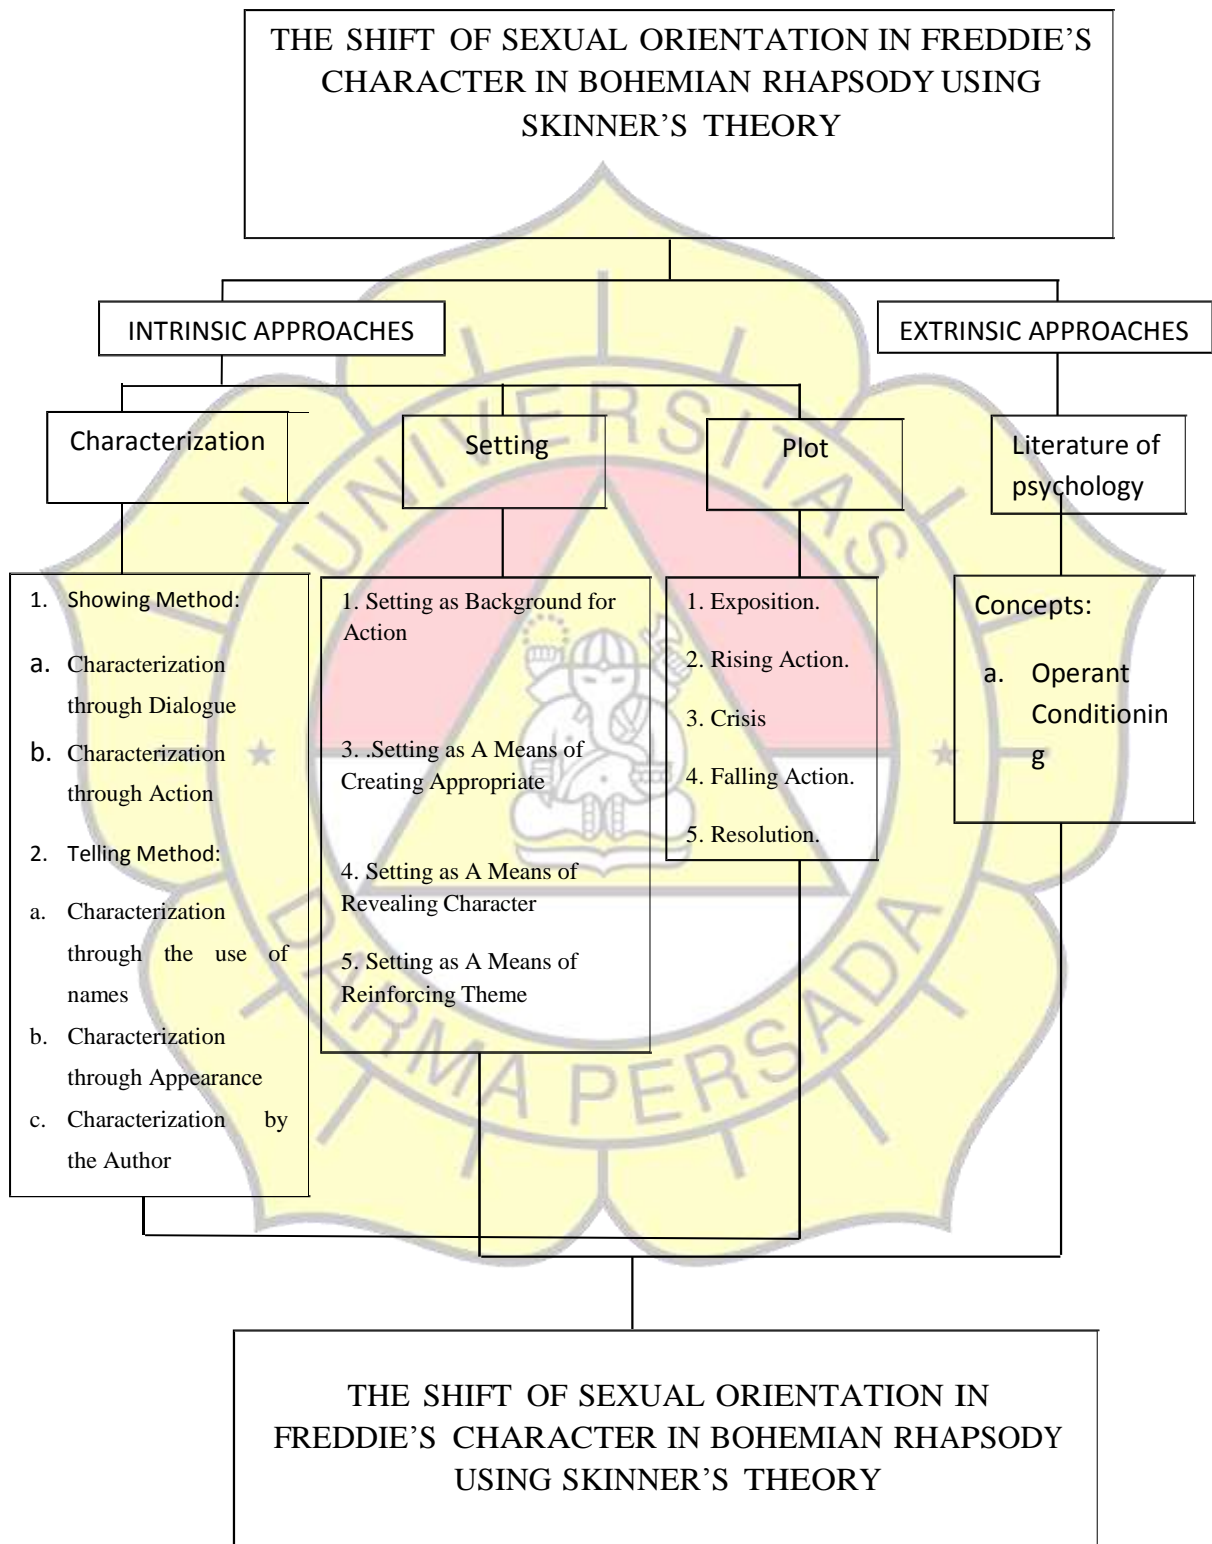 THE SHIFT OF SEXUAL ORIENTATION IN FREDDIE'S
CHARACTER IN BOHEMIAN RHAPSODY USING
SKINNER'S THEORY
INTRINSIC APPROACHES
EXTRINSIC APPROACHES
Characterization
Setting
Plot
Literature of
psychology
1. Showing Method:
a. Characterization
through Dialogue
b. Characterization
through Action
2. Telling Method:
a. Characterization
through the use of
names
b. Characterization
through Appearance
c. Characterization by
the Author
1. Setting as Background for
Action
3. .Setting as A Means of
Creating Appropriate
4. Setting as A Means of
Revealing Character
5. Setting as A Means of
Reinforcing Theme
1. Exposition.
2. Rising Action.
3. Crisis
4. Falling Action.
5. Resolution.
Concepts:
a. Operant
Conditionin
g
UNIVERSITAS
DARMA PERSADA
THE SHIFT OF SEXUAL ORIENTATION IN
FREDDIE'S CHARACTER IN BOHEMIAN RHAPSODY
USING SKINNER'S THEORY